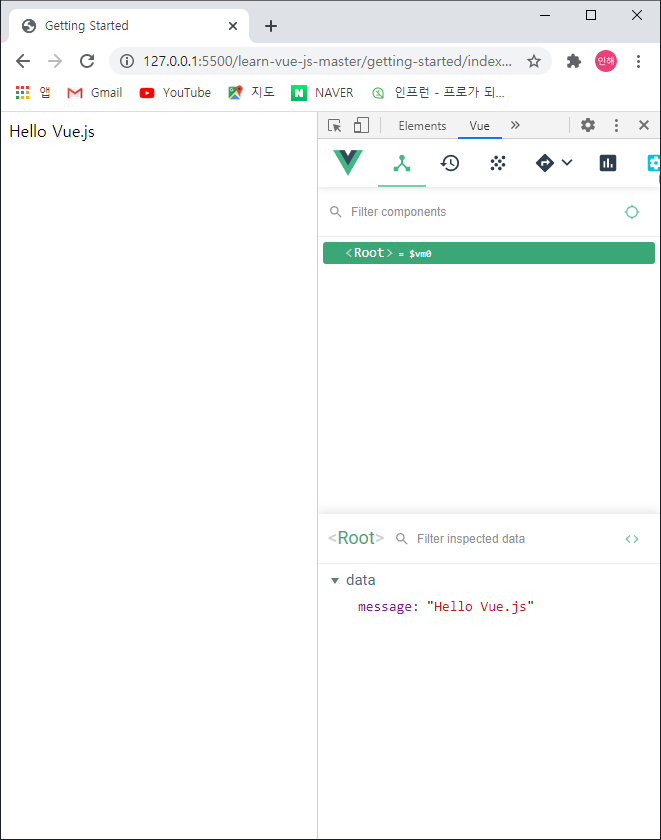 Getting Started
127.0.0.1:5500/learn-vue-js-master/getting-started/index...
인해
앱 Gmail YouTube 지도 NAVER 인프런 - 프로가 되...
Hello Vue.js
Elements Vue
Filter components
<Root> = $vm0
<Root> Filter inspected data
data
message: "Hello Vue.js"